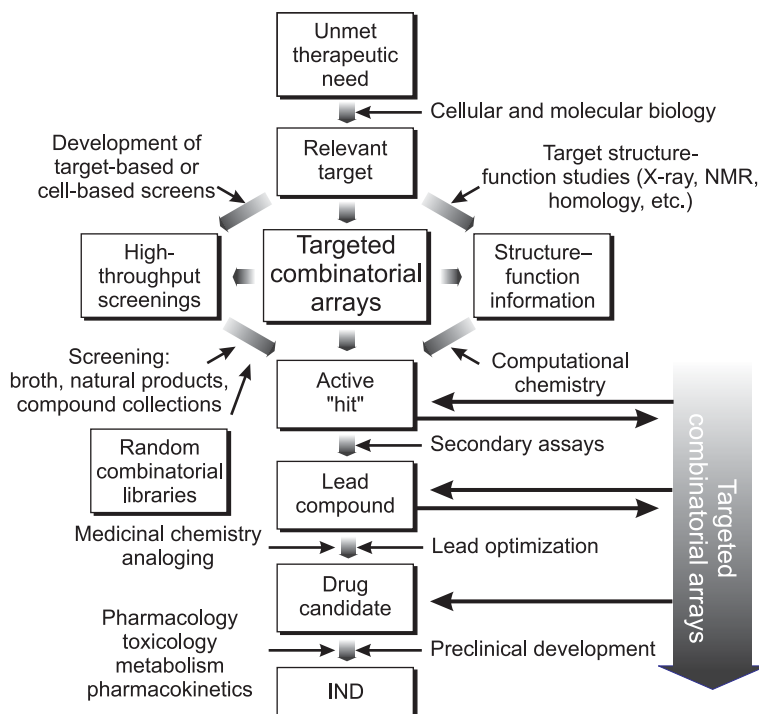 Unmet
therapeutic
need
Cellular and molecular biology
Development of
target-based or
cell-based screens
Relevant
target
Target structure-
function studies (X-ray, NMR,
homology, etc.)
High-
throughput
screenings
Targeted
combinatorial
arrays
Structure–
function
information
Screening:
broth, natural products,
compound collections
Active
"hit"
Computational
chemistry
Random
combinatorial
libraries
Secondary assays
Lead
compound
Targeted
combinatorial arrays
Medicinal chemistry
analoging
Lead optimization
Drug
candidate
Pharmacology
toxicology
metabolism
pharmacokinetics
Preclinical development
IND